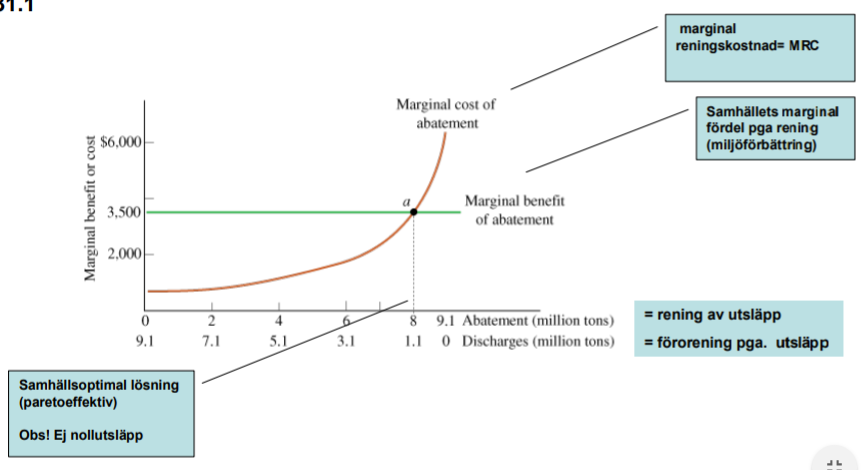 31.1
marginal
reningskostnad= MRC
Marginal cost of
abatement
Samhällets marginal
fördel pga rening
(miljöförbättring)
Marginal benefit or cost
$6,000
3,500
2,000
a
Marginal benefit
of abatement
0 2 4 6 8 9.1 Abatement (million tons)
9.1 7.1 5.1 3.1 1.1 0 Discharges (million tons)
= rening av utsläpp
= förorening pga. utsläpp
Samhällsoptimal lösning
(paretoeffektiv)
Obs! Ej nollutsläpp